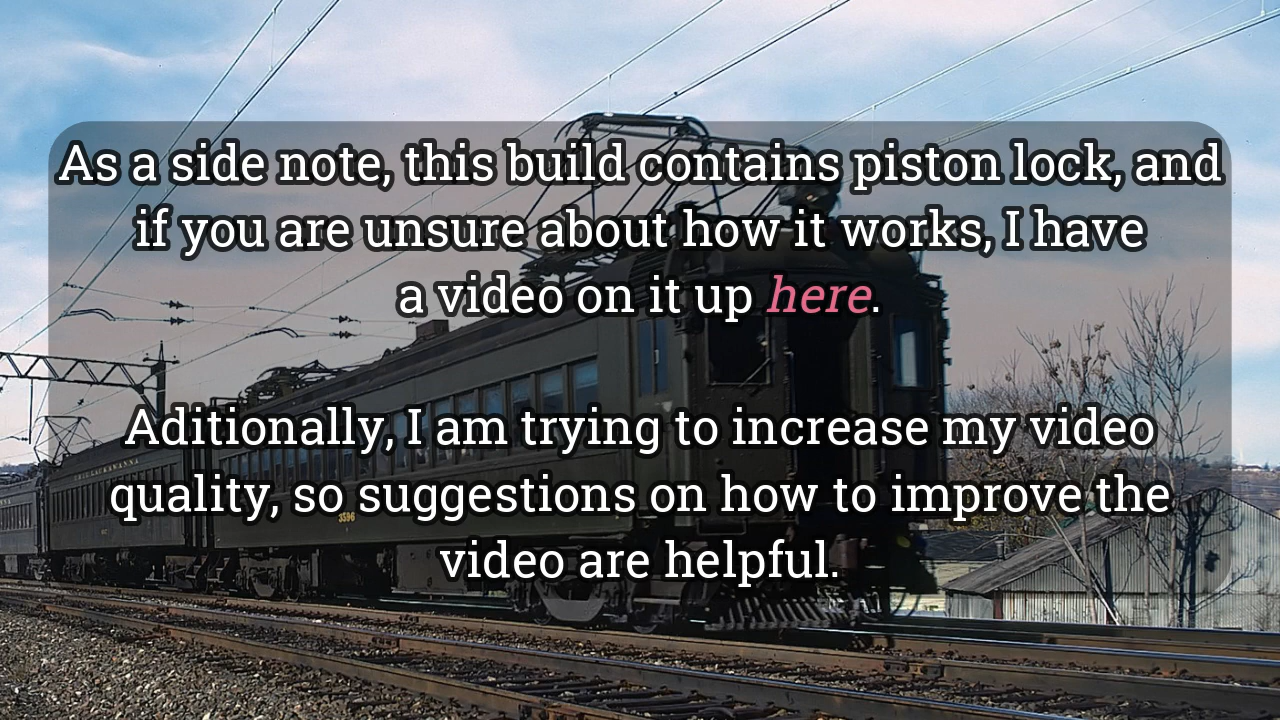 As a side note, this build contains piston lock, and
if you are unsure about how it works, I have
a video on it up here.
Aditionally, I am trying to increase my video
quality, so suggestions on how to improve the
video are helpful.
LACKAWANNA
3596